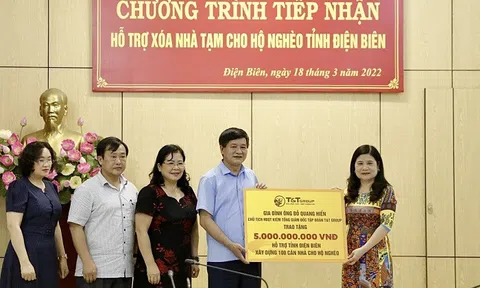 CHƯƠNG TRÌNH TIẾP NHẬN
HỖ TRỢ XÓA NHÀ TẠM CHO HỘ NGHÈO TỈNH ĐIỆN BIÊN
Điện Biên, ngày 18 tháng 3 năm 2022
T&T GROUP
GIA ĐÌNH ÔNG ĐỖ QUANG HIỂN
CHỦ TỊCH HĐQT KIÊM TỔNG GIÁM ĐỐC TẬP ĐOÀN T&T GROUP
TRAO TẶNG
5.000.000.000 VNĐ
HỖ TRỢ TỈNH ĐIỆN BIÊN
XÂY DỰNG 100 CĂN NHÀ CHO HỘ NGHÈO